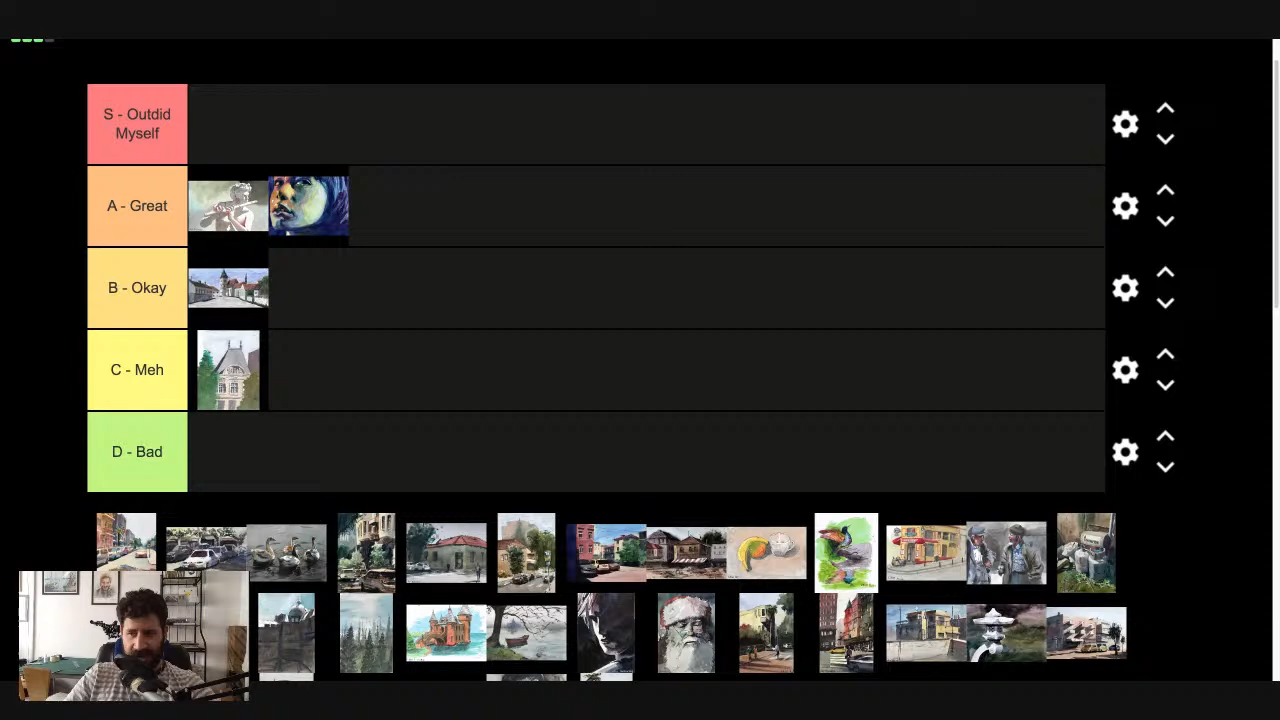 S - Outdid
Myself
A - Great
B - Okay
C - Meh
D - Bad